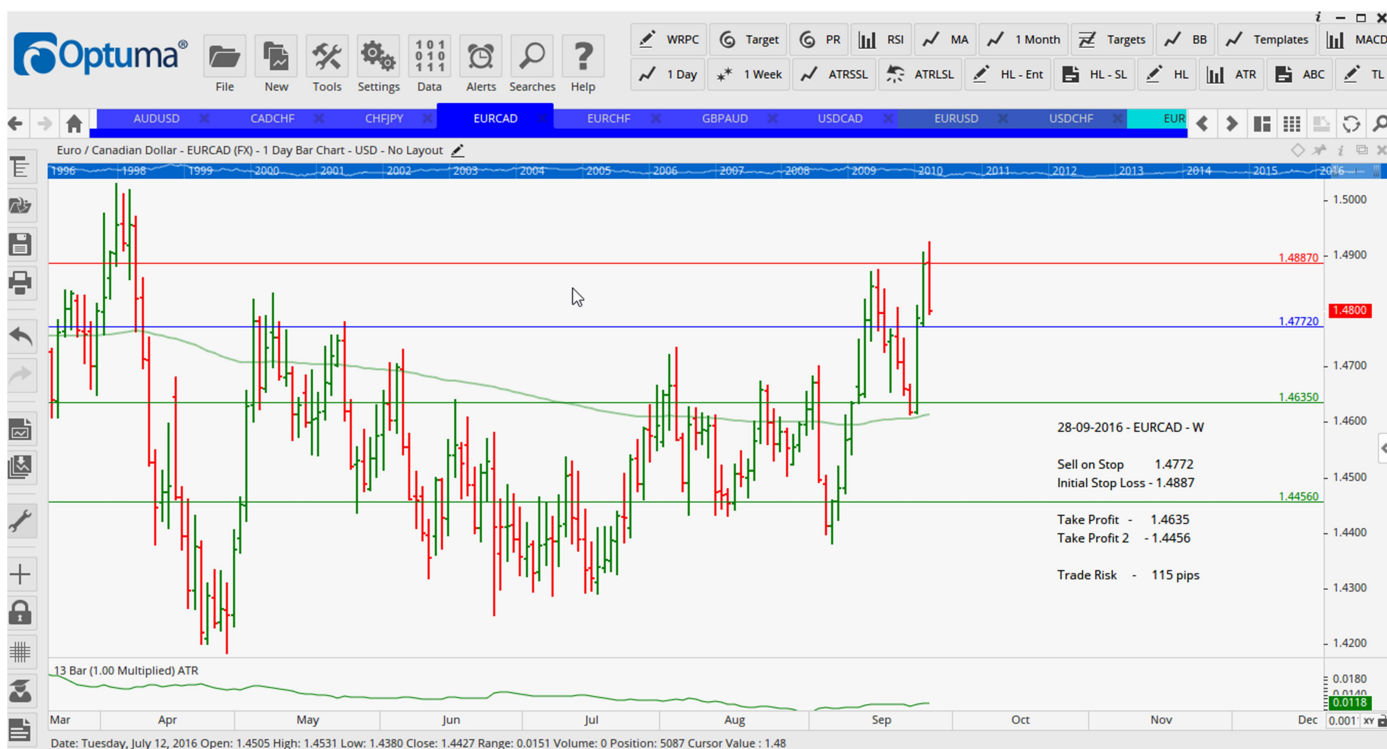 i
Optuma®
File New Tools Settings Data Alerts Searches Help
WRPC Target PR RSI MA 1 Month Targets BB Templates MACD
1 Day 1 Week ATRSSL ATRLSL HL - Ent HL - SL HL ATR ABC TL
AUDUSD CADCHF CHFJPY EURCAD EURCHF GBPAUD USDCAD EURUSD USDCHF EUR
Euro / Canadian Dollar - EURCAD (FX) - 1 Day Bar Chart - USD - No Layout
1996 1998 1999 2000 2001 2002 2003 2004 2005 2006 2007 2008 2009 2010 2011 2012 2013 2014 2015 2016
1.5000
1.4900
1.48870
1.4800
1.47720
1.4700
1.46350
1.4600
28-09-2016 - EURCAD - W
Sell on Stop 1.4772
Initial Stop Loss - 1.4887
1.4500
1.44560
Take Profit - 1.4635
Take Profit 2 - 1.4456
1.4400
Trade Risk - 115 pips
1.4300
1.4200
13 Bar (1.00 Multiplied) ATR
0.0180
0.0140
0.0118
Mar Apr May Jun Jul Aug Sep Oct Nov Dec 0.001 XY
Date: Tuesday, July 12, 2016 Open: 1.4505 High: 1.4531 Low: 1.4380 Close: 1.4427 Range: 0.0151 Volume: 0 Position: 5087 Cursor Value : 1.48